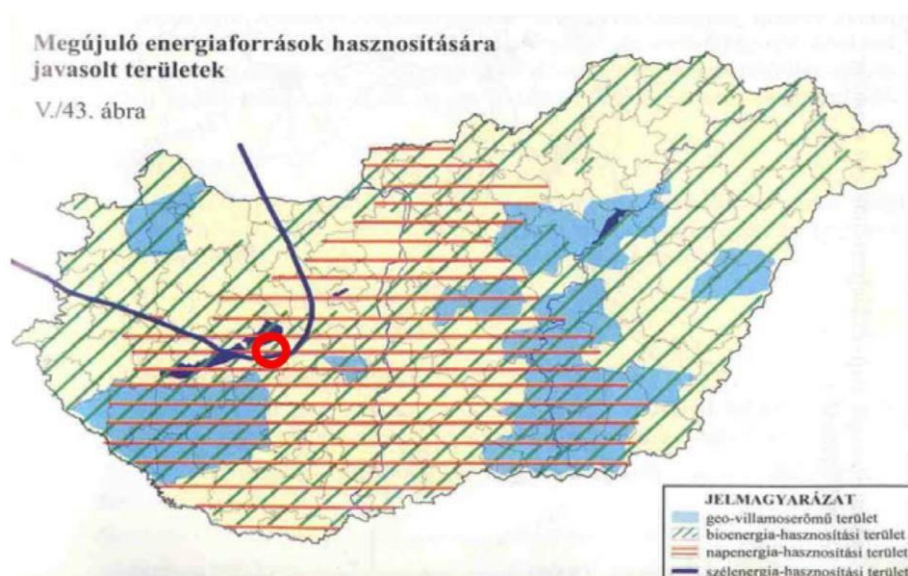 Megújuló energiaforrások hasznosítására
javasolt területek
V./43. ábra
JELMAGYARÁZAT
geo-villamoserőmű terület
bioenergia-hasznosítási terület
napenergia-hasznosítási terület
szélenergia-hasznosítási terület